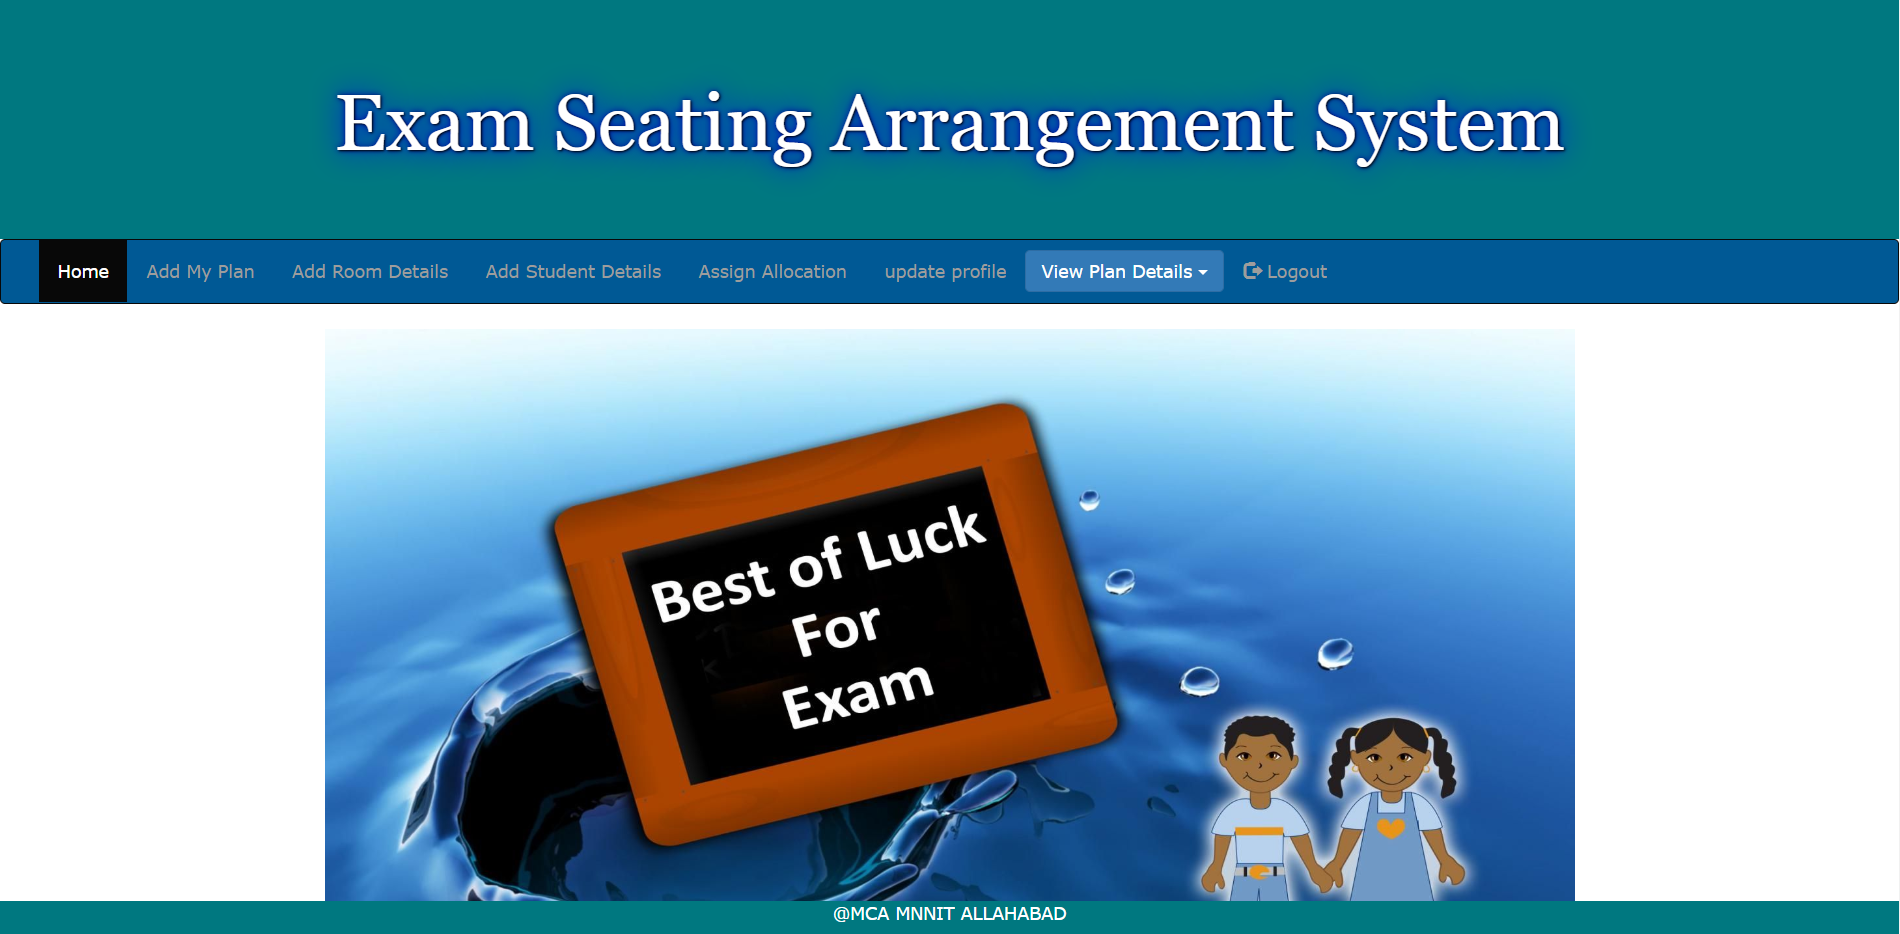 Exam Seating Arrangement System
Home Add My Plan Add Room Details Add Student Details Assign Allocation update profile View Plan Details Logout
Best of Luck
For
Exam
@MCA MNNIT ALLAHABAD